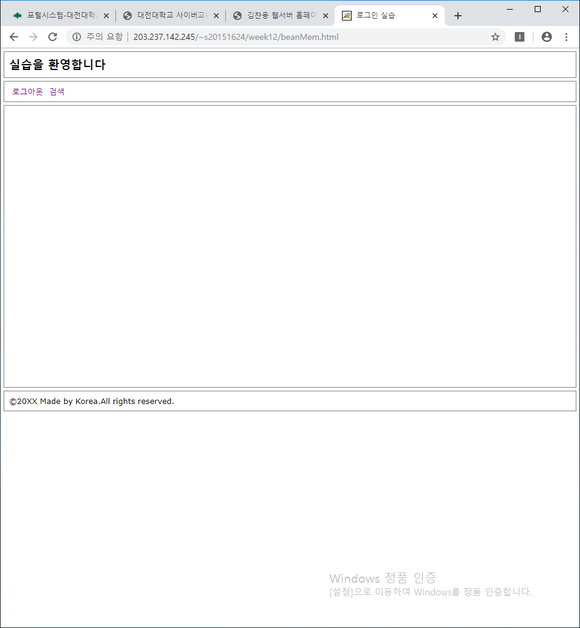 포털시스템-대전대학
대전대학교 사이버교
김찬용 웹서버 홈페이
로그인 실습
주의 요함 | 203.237.142.245/~s20151624/week12/beanMem.html
실습을 환영합니다
로그아웃 검색
©20XX Made by Korea.All rights reserved.
Windows 정품 인증
[설정]으로 이동하여 Windows를 정품 인증합니다.